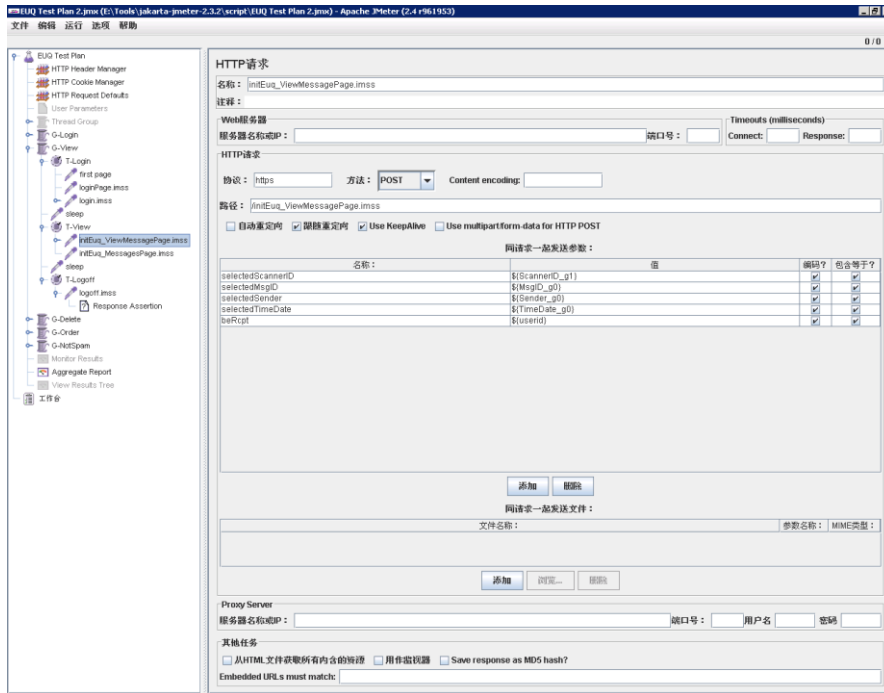 EUQ Test Plan 2.jmx (E:\Tools\jakarta-jmeter-2.3.2\script\EUQ Test Plan 2.jmx) - Apache JMeter (2.4 r961953)
文件 编辑 运行 选项 帮助
0 / 0
EUQ Test Plan
HTTP Header Manager
HTTP Cookie Manager
HTTP Request Defaults
User Parameters
Thread Group
G-Login
G-View
T-Login
first page
loginPage.imss
login.imss
sleep
T-View
initEuq_ViewMessagePage.imss
initEuq_MessagesPage.imss
sleep
T-Logoff
logoff.imss
Response Assertion
G-Delete
G-Order
G-NotSpam
Monitor Results
Aggregate Report
View Results Tree
工作台
HTTP请求
名称： initEuq_ViewMessagePage.imss
注释：
Web服务器 Timeouts (milliseconds)
服务器名称或IP： 端口号： Connect: Response:
HTTP请求
协议： https 方法： POST Content encoding:
路径： /initEuq_ViewMessagePage.imss
自动重定向 跟随重定向 Use KeepAlive Use multipart/form-data for HTTP POST
同请求一起发送参数：
名称： 值 编码? 包含等于?
selectedScannerID ${ScannerID_g1}
selectedMsgID ${MsgID_g0}
selectedSender ${Sender_g0}
selectedTimeDate ${TimeDate_g0}
beRcpt ${userid}
添加 删除
同请求一起发送文件：
文件名称： 参数名称： MIME类型：
添加 浏览... 删除
Proxy Server
服务器名称或IP： 端口号： 用户名 密码
其他任务
从HTML文件获取所有内含的资源 用作监视器 Save response as MD5 hash?
Embedded URLs must match: